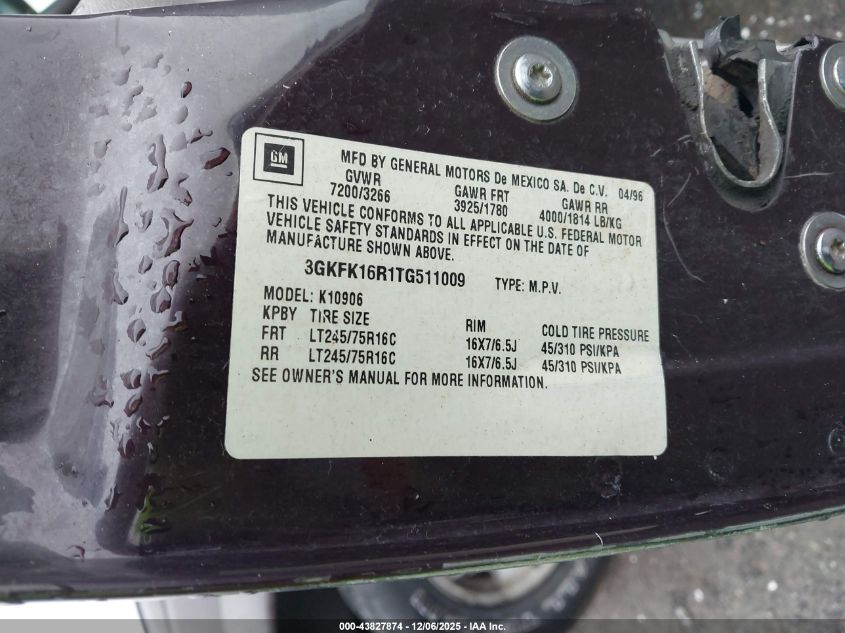 GM
MFD BY GENERAL MOTORS De MEXICO SA. De C.V. 04/96
GVWR GAWR FRT GAWR RR
7200/3266 3925/1780 4000/1814 LB/KG
THIS VEHICLE CONFORMS TO ALL APPLICABLE U.S. FEDERAL MOTOR
VEHICLE SAFETY STANDARDS IN EFFECT ON THE DATE OF
MANUFACTURE SHOWN ABOVE.
3GKFK16R1TG511009 TYPE: M.P.V.
MODEL: K10906
KPBY TIRE SIZE RIM COLD TIRE PRESSURE
FRT LT245/75R16C 16X7/6.5J 45/310 PSI/KPA
RR LT245/75R16C 16X7/6.5J 45/310 PSI/KPA
SEE OWNER'S MANUAL FOR MORE INFORMATION.
000-43827874 | 12/06/2025 - IAA Inc.